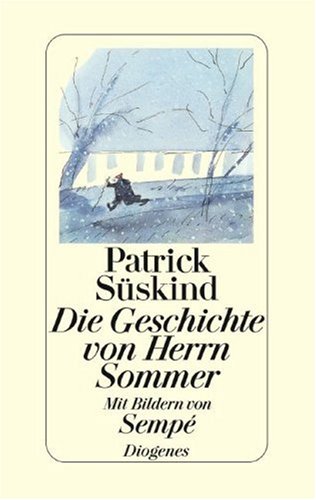 Patrick
Süskind
Die Geschichte
von Herrn
Sommer
Mit Bildern von
Sempé
Diogenes